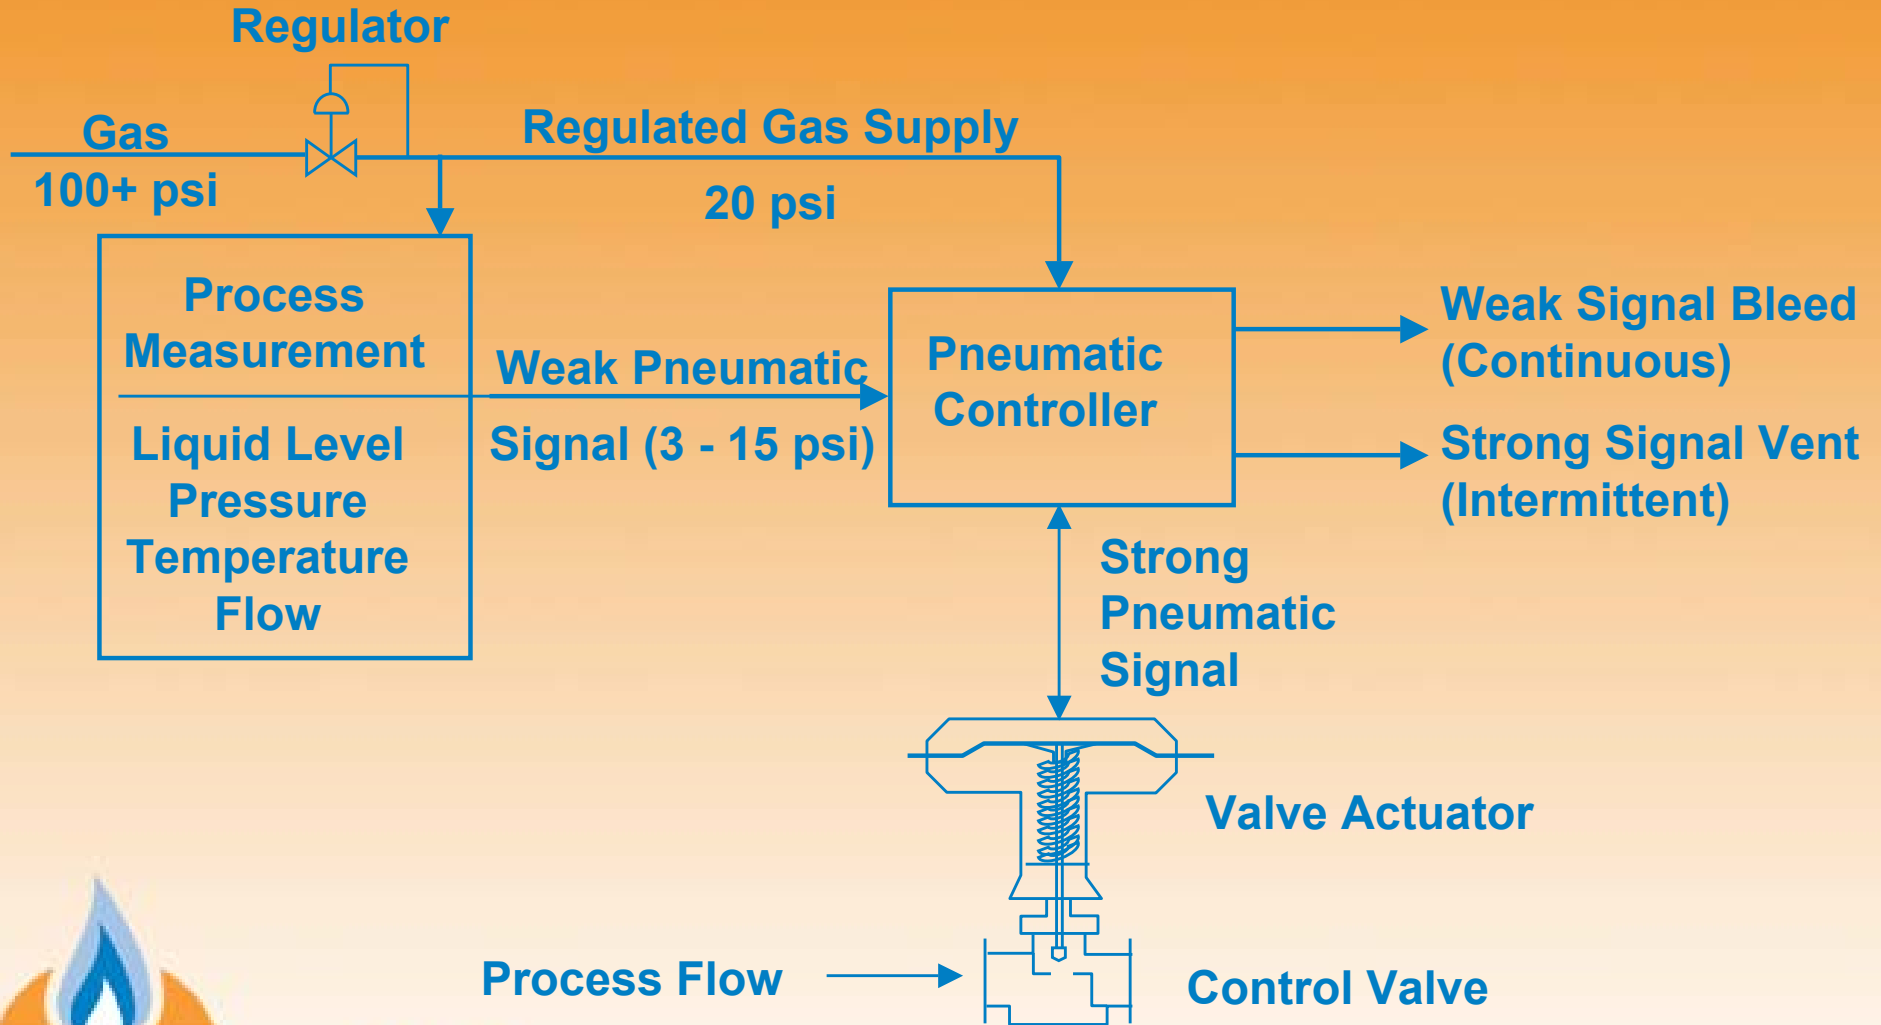 Regulator
Gas
100+ psi
Regulated Gas Supply
20 psi
Process
Measurement
Liquid Level
Pressure
Temperature
Flow
Weak Pneumatic
Signal (3 - 15 psi)
Pneumatic
Controller
Weak Signal Bleed
(Continuous)
Strong Signal Vent
(Intermittent)
Strong
Pneumatic
Signal
Valve Actuator
Process Flow
Control Valve